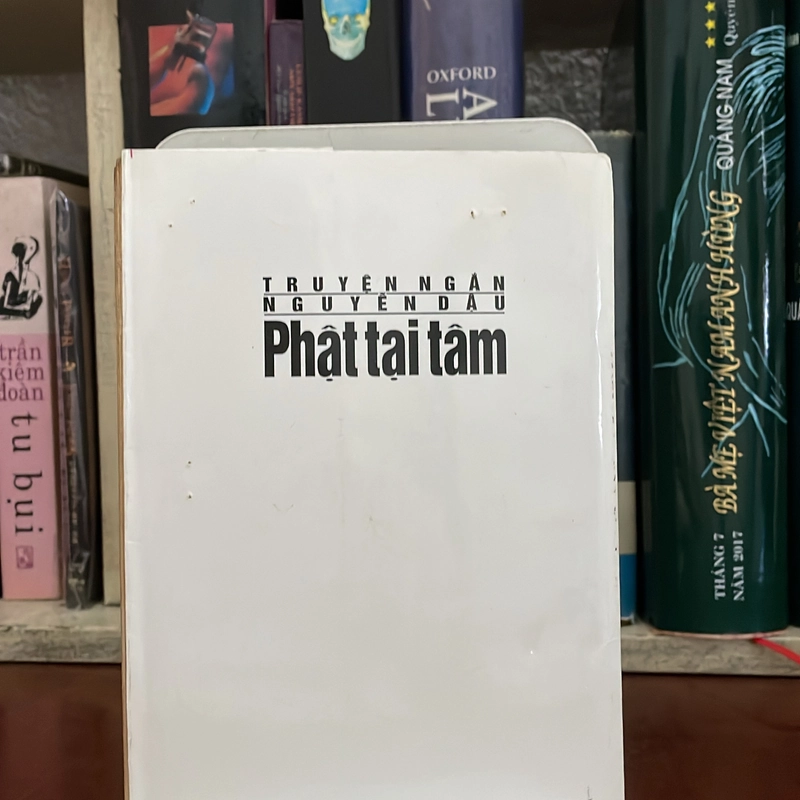 TRUYỆN NGẮN
NGUYỄN DẬU
Phật tại tâm
OXFORD
trần
kiêm
đoàn
tu bụi
BÀ MẸ VIỆT NAM ANH HÙNG
QUẢNG NAM
THÁNG 7
NĂM 2017